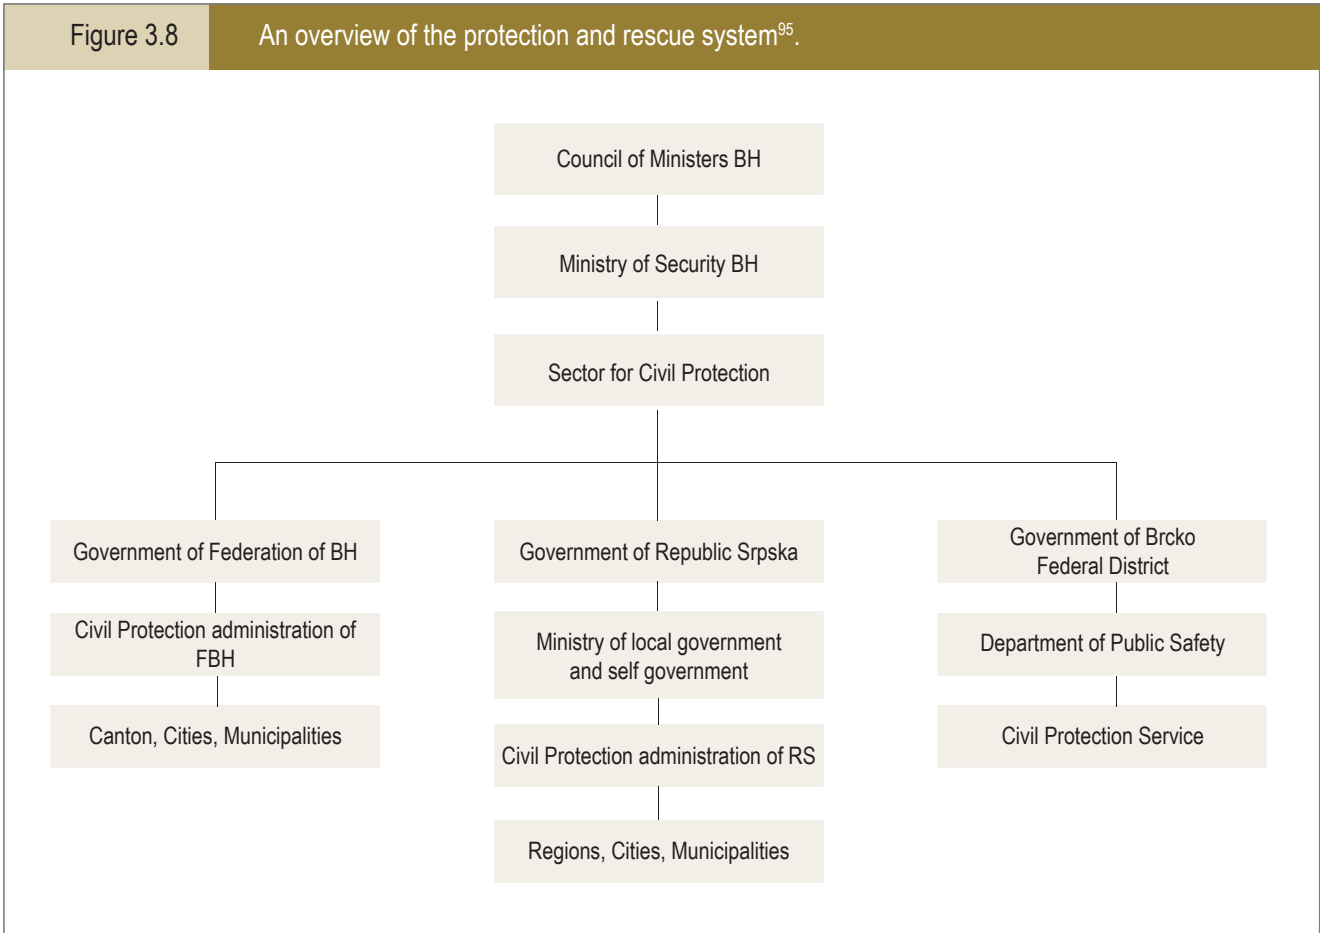 Figure 3.8
An overview of the protection and rescue system95.
Council of Ministers BH
Ministry of Security BH
Sector for Civil Protection
Government of Federation of BH
Government of Republic Srpska
Government of Brcko
Federal District
Civil Protection administration of
FBH
Ministry of local government
and self government
Department of Public Safety
Canton, Cities, Municipalities
Civil Protection administration of RS
Civil Protection Service
Regions, Cities, Municipalities